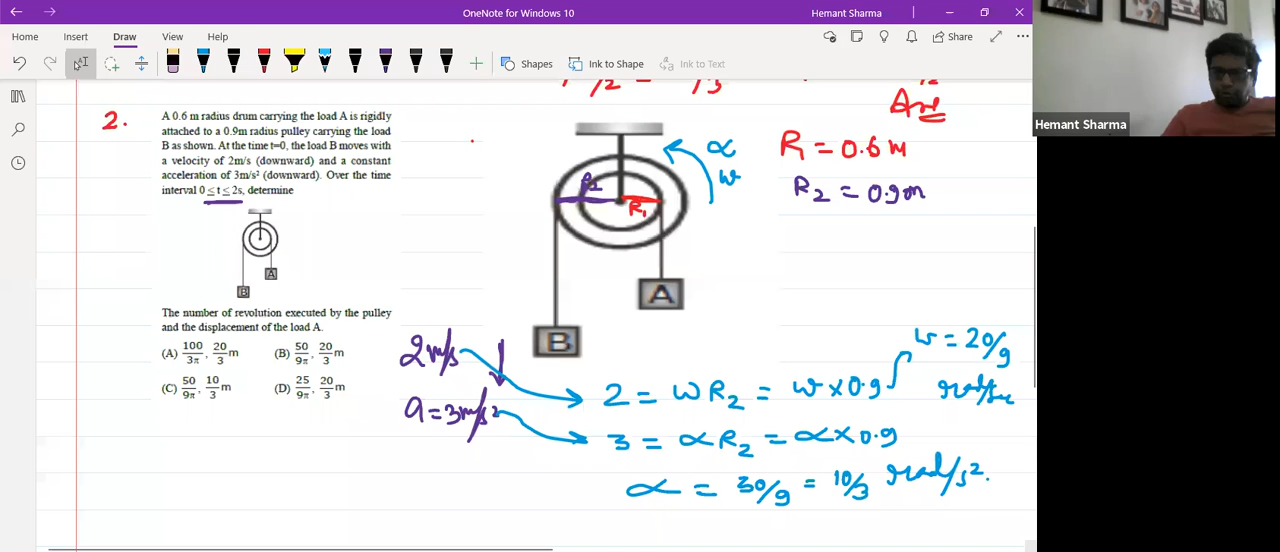 OneNote for Windows 10
Hemant Sharma
Home Insert Draw View Help
Share
Shapes
Ink to Shape
Ink to Text
Ans
2.
A 0.6 m radius drum carrying the load A is rigidly
attached to a 0.9m radius pulley carrying the load
B as shown. At the time t=0, the load B moves with
a velocity of 2m/s (downward) and a constant
acceleration of 3m/s² (downward). Over the time
interval 0 ≤ t ≤ 2s, determine
A
B
The number of revolution executed by the pulley
and the displacement of the load A.
(A) 100/3π, 20/3 m (B) 50/9π, 20/3 m
(C) 50/9π, 10/3 m (D) 25/9π, 20/3 m
R2
R1
α
w
A
B
R1 = 0.6m
R2 = 0.9m
2m/s
a = 3m/s²
2 = wR2 = w x 0.9
w = 20/9
rad/sec
3 = αR2 = α x 0.9
α = 30/9 = 10/3 rad/s².
Hemant Sharma